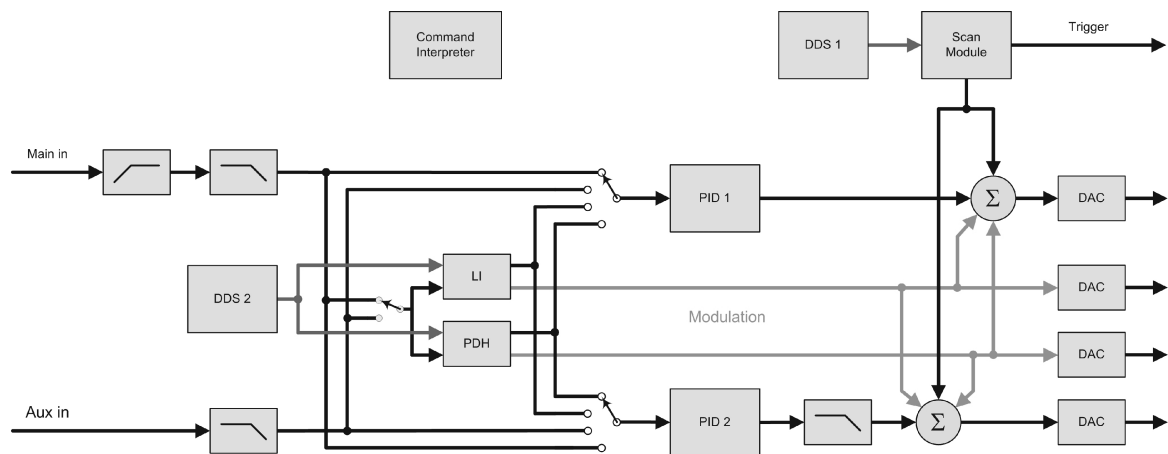 Command
Interpreter
DDS 1
Scan
Module
Trigger
Main in
PID 1
Σ
DAC
LI
DDS 2
DAC
Modulation
PDH
DAC
Aux in
PID 2
Σ
DAC